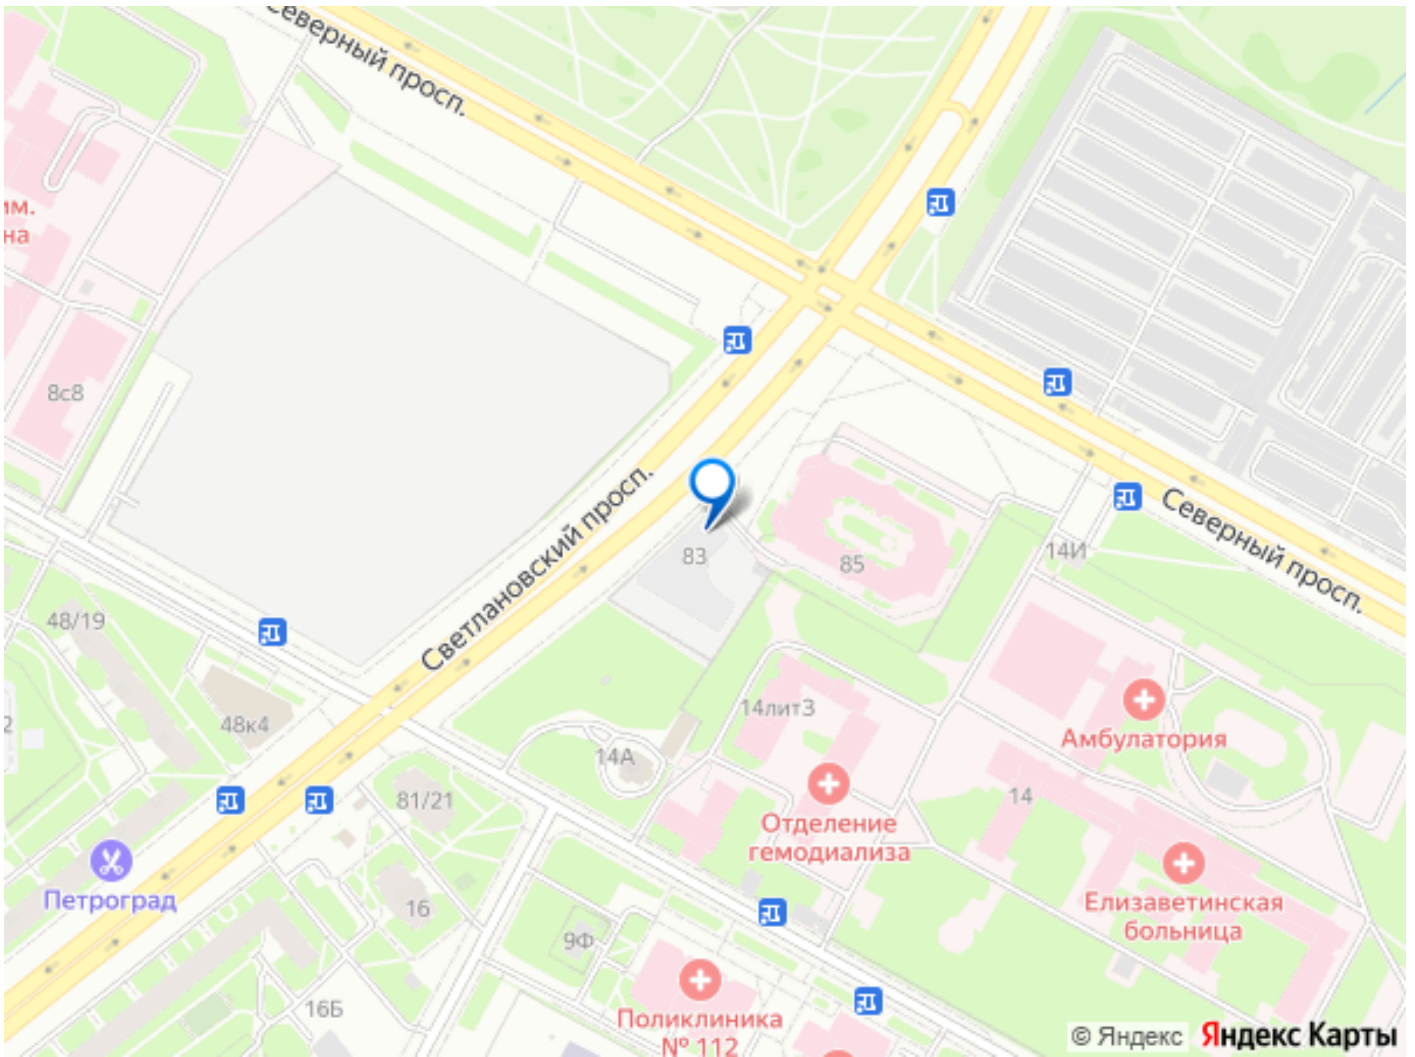 Северный просп.
им.
на
8с8
Светлановский просп.
83
85
14И
Северный просп.
48/19
2
48к4
14А
14лит3
Амбулатория
81/21
14
Отделение
гемодиализа
Петроград
16
Елизаветинская
больница
9Ф
16Б
Поликлиника
№ 112
© Яндекс Яндекс Карты